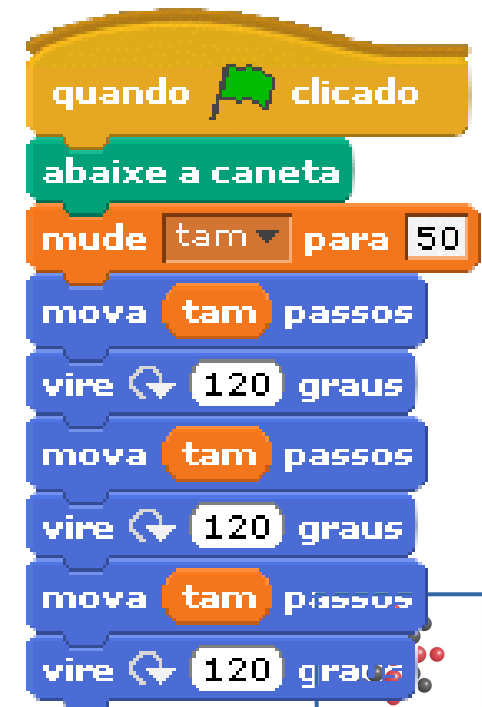 quando clicado
abaixe a caneta
mude tam para 50
mova tam passos
vire 120 graus
mova tam passos
vire 120 graus
mova tam passos
vire 120 graus